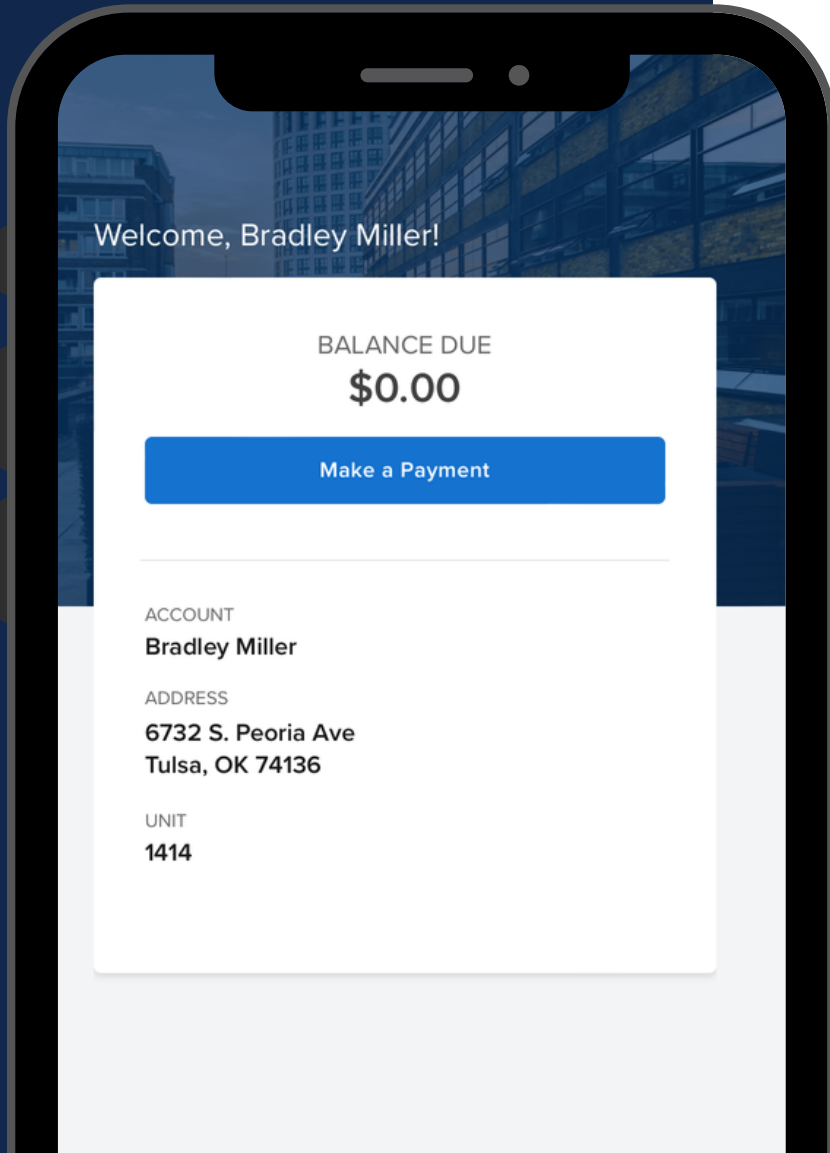 Welcome, Bradley Miller!
BALANCE DUE
$0.00
Make a Payment
ACCOUNT
Bradley Miller
ADDRESS
6732 S. Peoria Ave
Tulsa, OK 74136
UNIT
1414